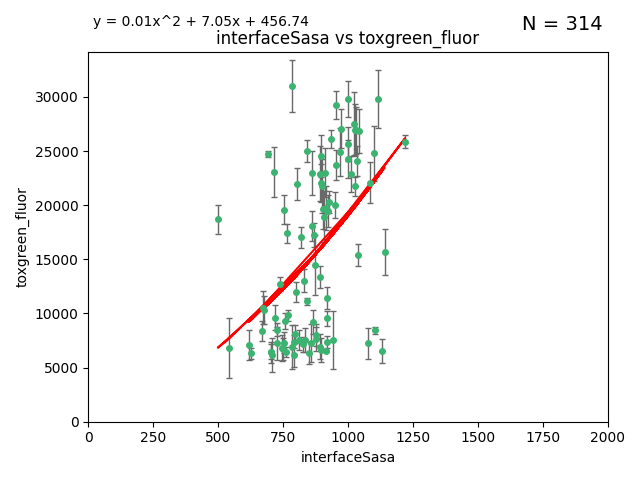 y = 0.01x^2 + 7.05x + 456.74
N = 314
interfaceSasa vs toxgreen_fluor
30000
25000
20000
15000
10000
5000
0
toxgreen_fluor
0 250 500 750 1000 1250 1500 1750 2000
interfaceSasa